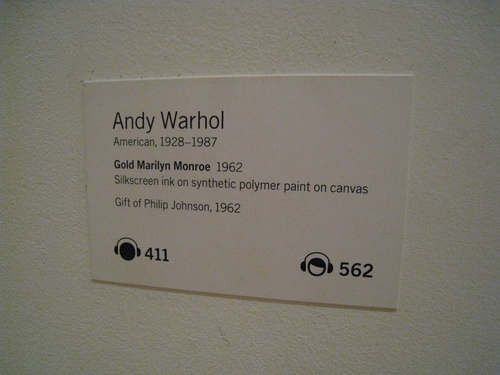 Andy Warhol
American, 1928–1987
Gold Marilyn Monroe 1962
Silkscreen ink on synthetic polymer paint on canvas
Gift of Philip Johnson, 1962
411
562